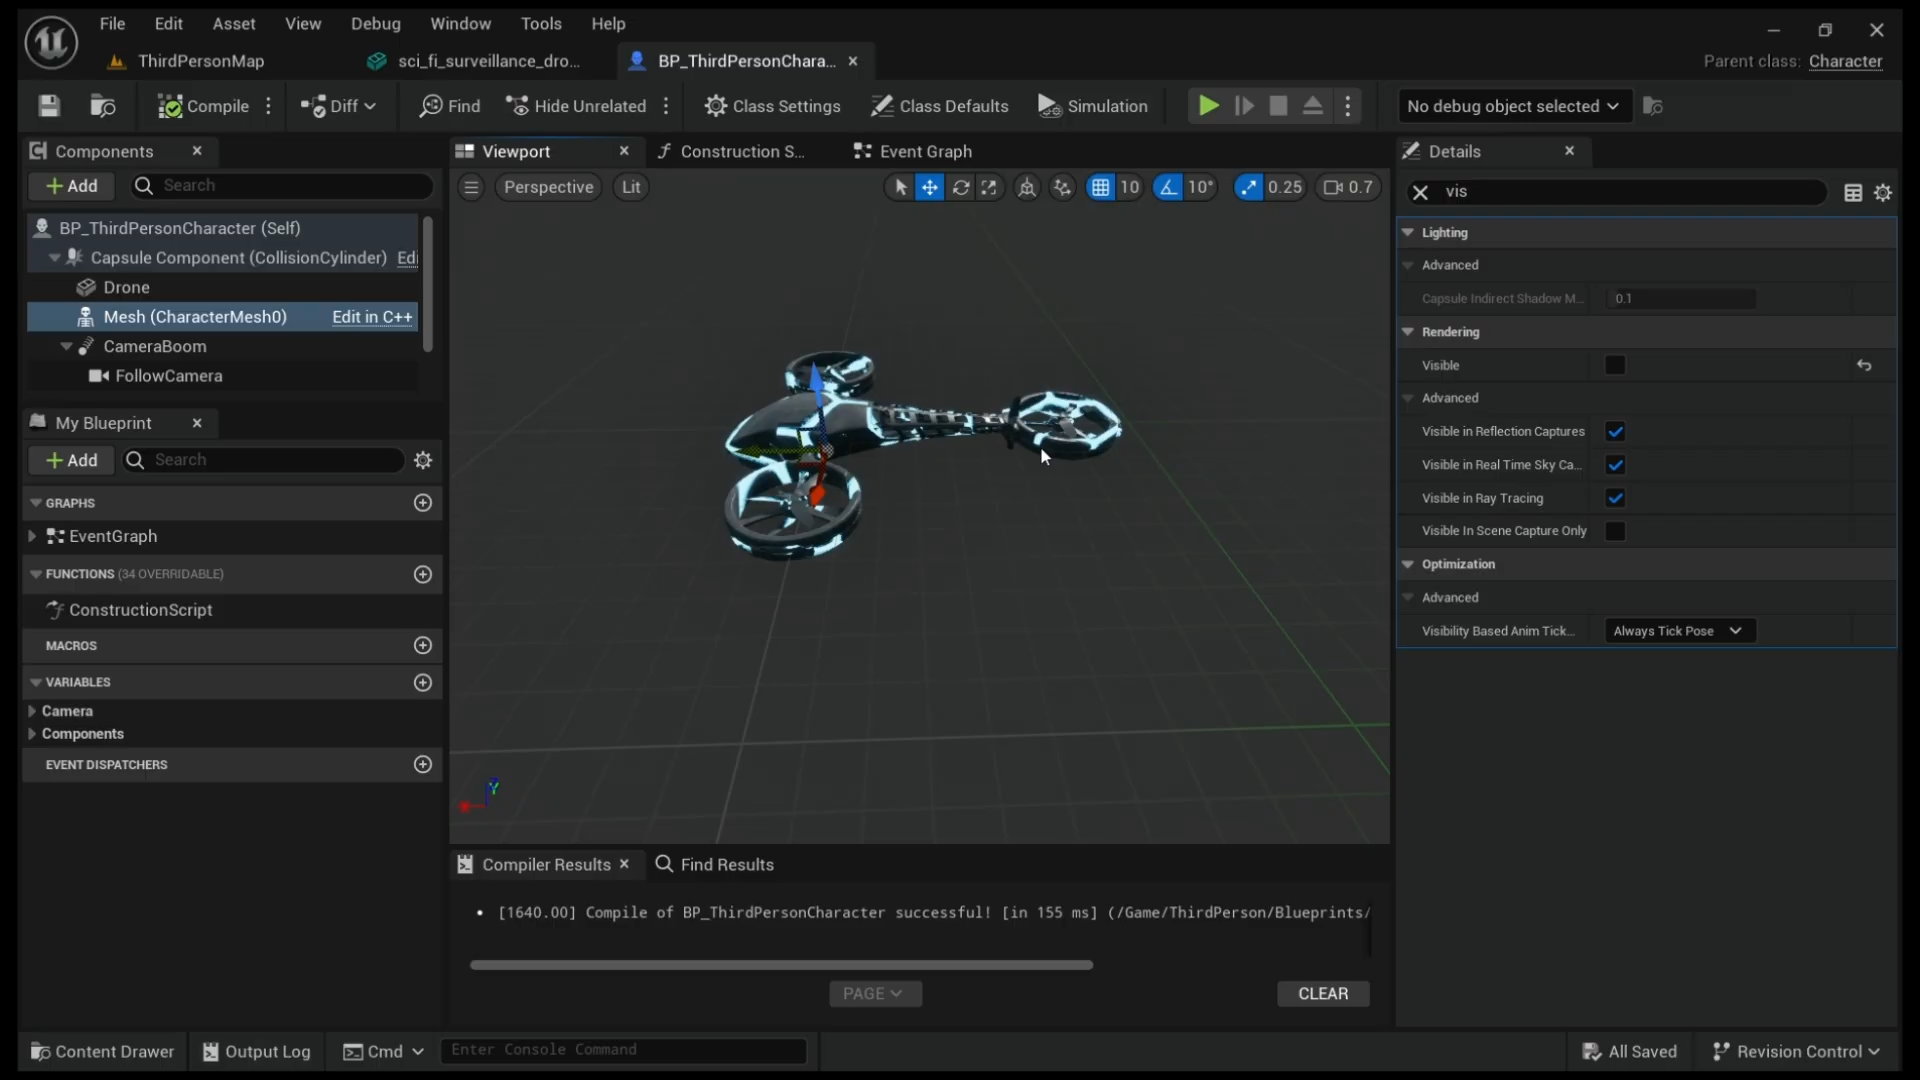 File Edit Asset View Debug Window Tools Help
ThirdPersonMap sci_fi_surveillance_dro... BP_ThirdPersonChara... Parent class: Character
Compile Diff Find Hide Unrelated Class Settings Class Defaults Simulation No debug object selected
Components
Add Search
BP_ThirdPersonCharacter (Self)
Capsule Component (CollisionCylinder) Edi
Drone
Mesh (CharacterMesh0) Edit in C++
CameraBoom
FollowCamera
My Blueprint
Add Search
GRAPHS
EventGraph
FUNCTIONS (34 OVERRIDABLE)
ConstructionScript
MACROS
VARIABLES
Camera
Components
EVENT DISPATCHERS
Viewport Construction S... Event Graph
Perspective Lit 10 10° 0.25 0.7
Y
Compiler Results Find Results
• [1640.00] Compile of BP_ThirdPersonCharacter successful! [in 155 ms] (/Game/ThirdPerson/Blueprints/
PAGE CLEAR
Details
vis
Lighting
Advanced
Capsule Indirect Shadow M... 0.1
Rendering
Visible
Advanced
Visible in Reflection Captures
Visible in Real Time Sky Ca...
Visible in Ray Tracing
Visible In Scene Capture Only
Optimization
Advanced
Visibility Based Anim Tick... Always Tick Pose
Content Drawer Output Log Cmd Enter Console Command All Saved Revision Control